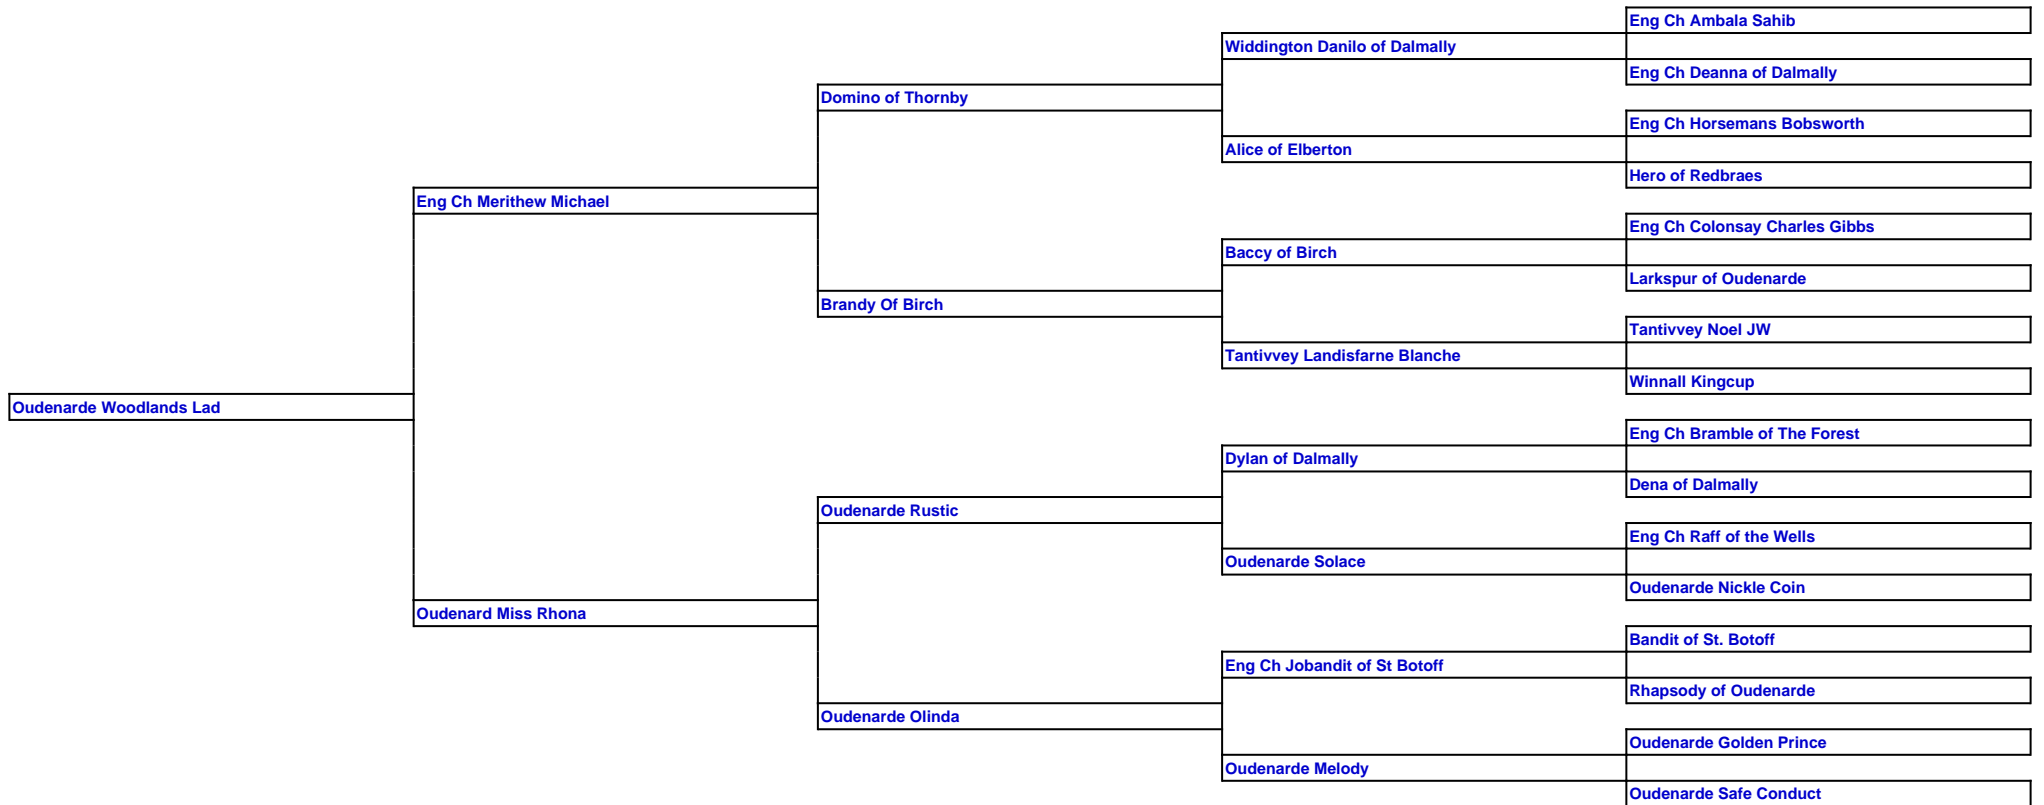 Eng Ch Ambala Sahib
Widdington Danilo of Dalmally
Eng Ch Deanna of Dalmally
Domino of Thornby
Eng Ch Horsemans Bobsworth
Alice of Elberton
Hero of Redbraes
Eng Ch Merithew Michael
Eng Ch Colonsay Charles Gibbs
Baccy of Birch
Larkspur of Oudenarde
Brandy Of Birch
Tantivvey Noel JW
Tantivvey Landisfarne Blanche
Winnall Kingcup
Oudenarde Woodlands Lad
Eng Ch Bramble of The Forest
Dylan of Dalmally
Dena of Dalmally
Oudenarde Rustic
Eng Ch Raff of the Wells
Oudenarde Solace
Oudenarde Nickle Coin
Oudenard Miss Rhona
Bandit of St. Botoff
Eng Ch Jobandit of St Botoff
Rhapsody of Oudenarde
Oudenarde Olinda
Oudenarde Golden Prince
Oudenarde Melody
Oudenarde Safe Conduct